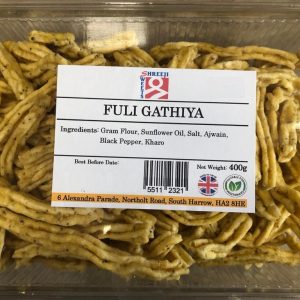 SHREEJI
SWEETS
FULI GATHIYA
Ingredients: Gram Flour, Sunflower Oil, Salt, Ajwain,
Black Pepper, Kharo
Best Before Date:
Net Weight: 400g
5511 2321
6 Alexandra Parade, Northolt Road, South Harrow, HA2 8HE